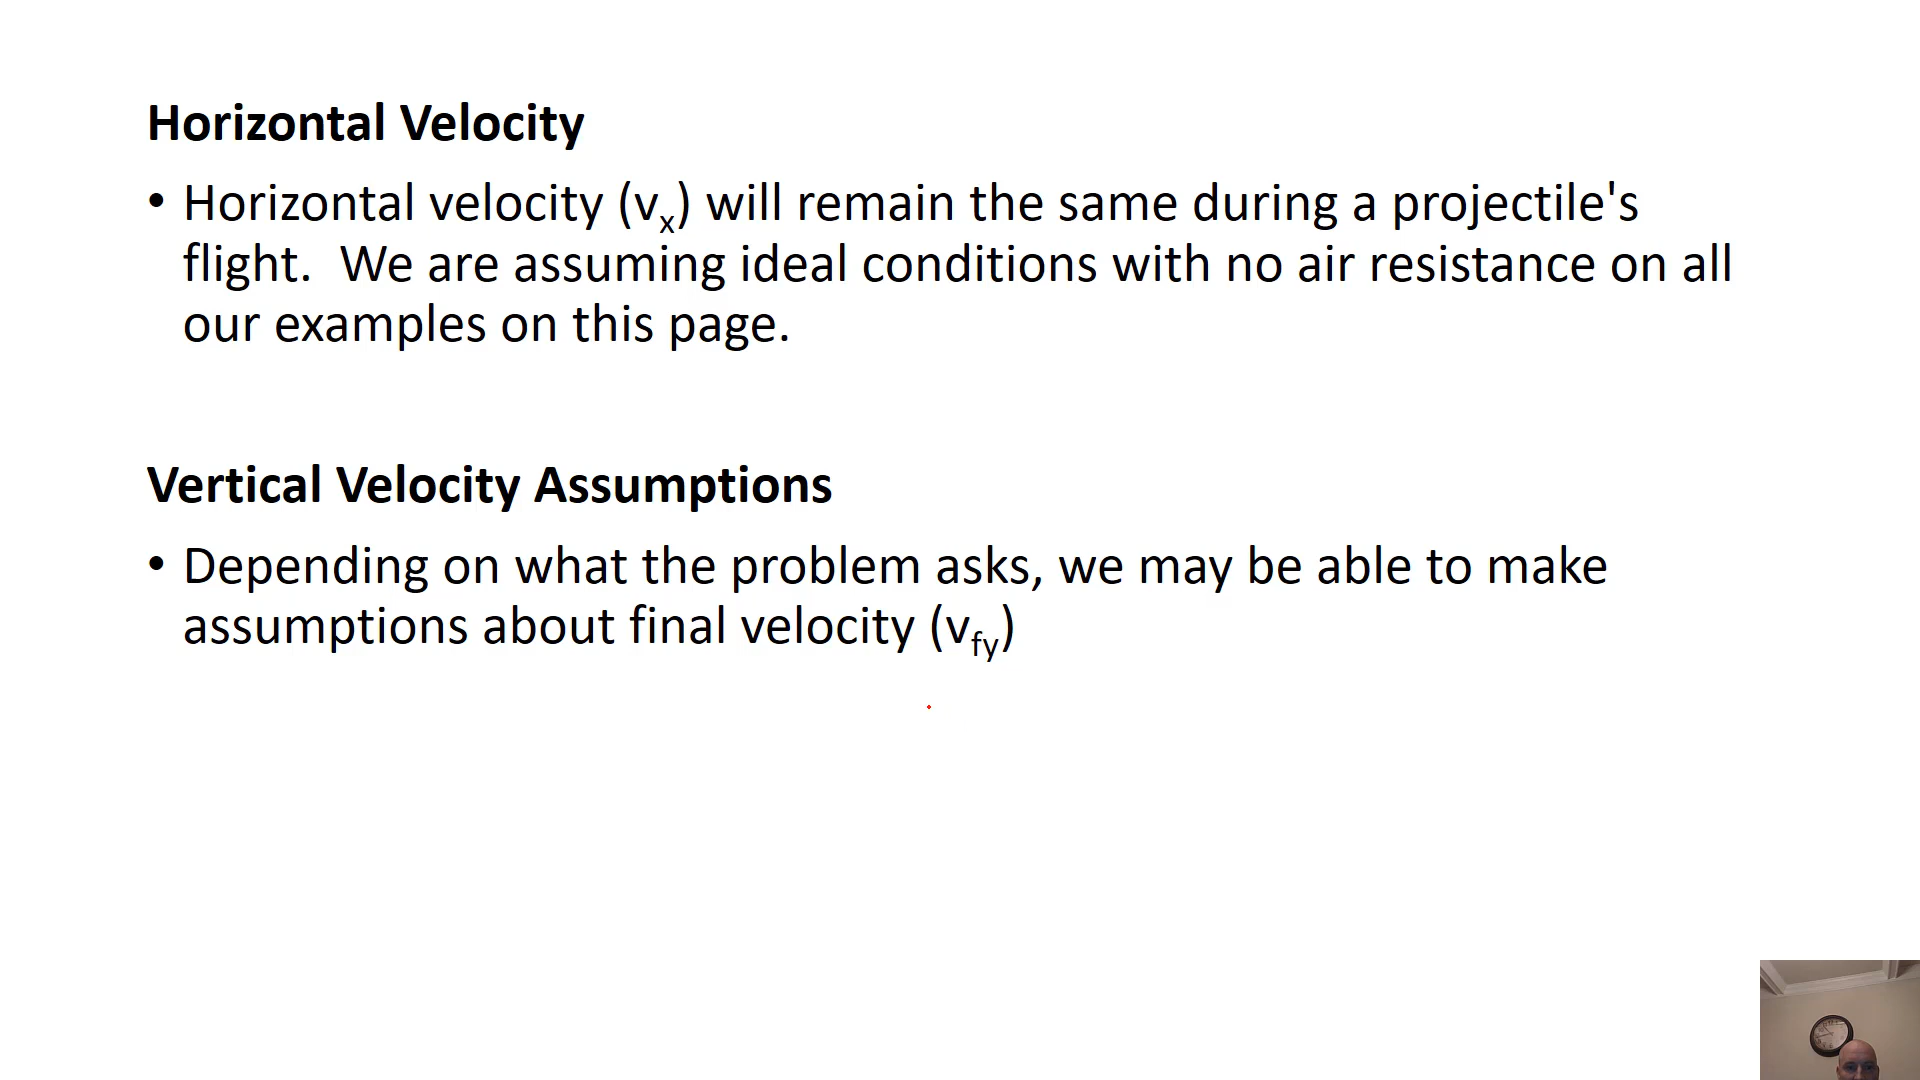 Horizontal Velocity
• Horizontal velocity (vₓ) will remain the same during a projectile's
flight.  We are assuming ideal conditions with no air resistance on all
our examples on this page.
Vertical Velocity Assumptions
• Depending on what the problem asks, we may be able to make
assumptions about final velocity (v_fy)